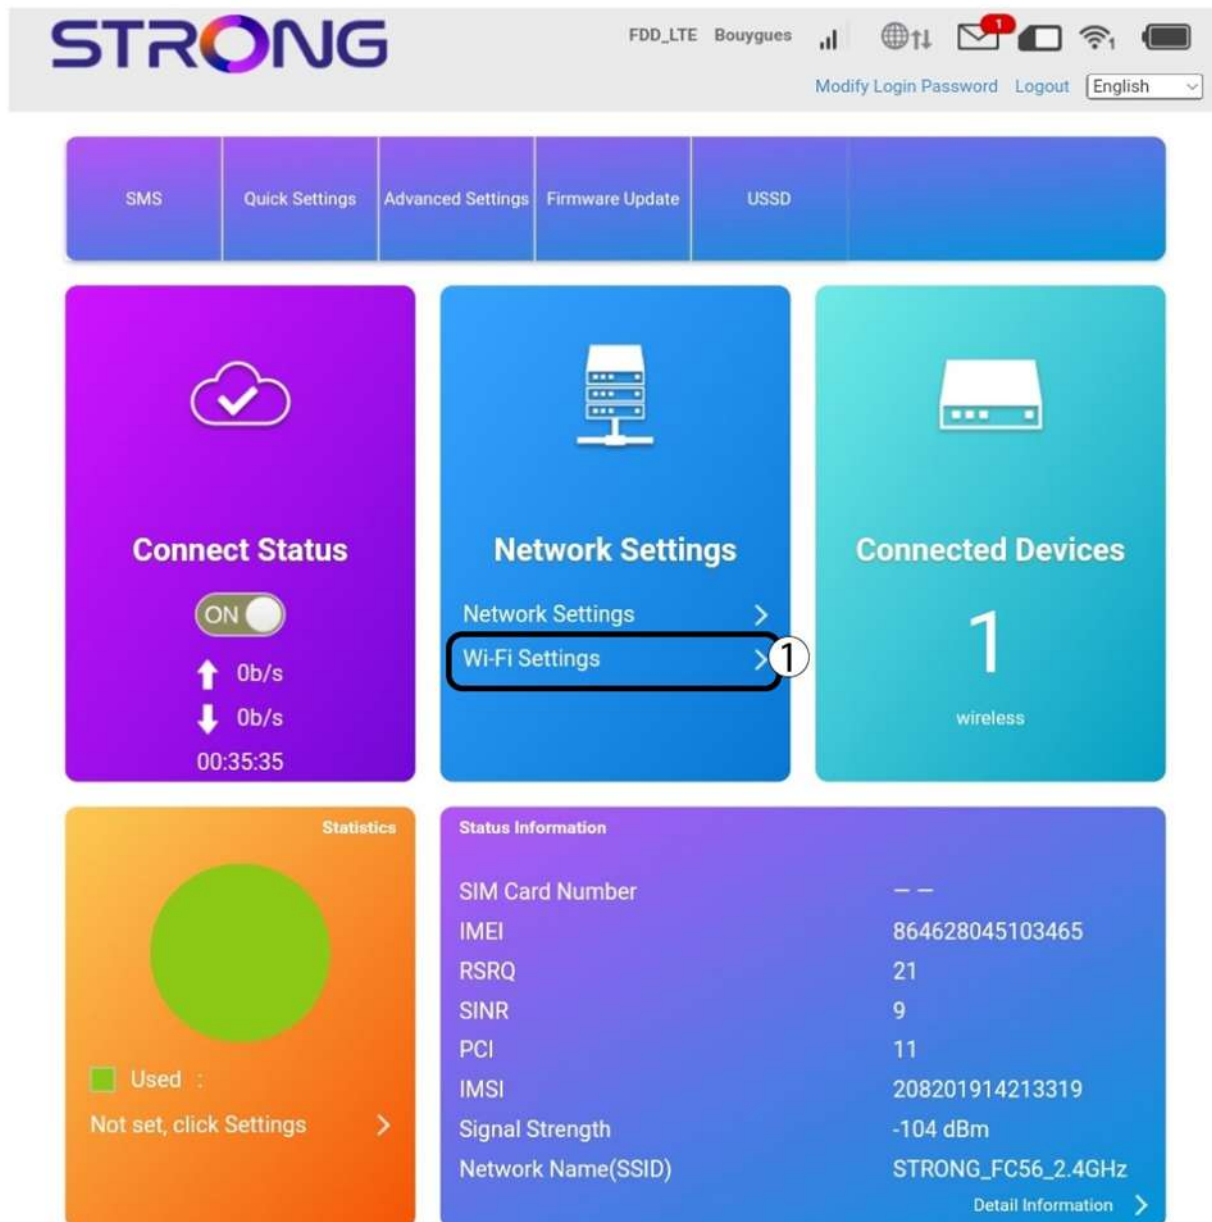 STRONG
FDD_LTE Bouygues 1 1
Modify Login Password Logout English
SMS Quick Settings Advanced Settings Firmware Update USSD
Connect Status
ON
0b/s
0b/s
00:35:35
Network Settings
Network Settings
Wi-Fi Settings 1
Connected Devices
1
wireless
Statistics
Used :
Not set, click Settings
Status Information
SIM Card Number – –
IMEI 864628045103465
RSRQ 21
SINR 9
PCI 11
IMSI 208201914213319
Signal Strength -104 dBm
Network Name(SSID) STRONG_FC56_2.4GHz
Detail Information